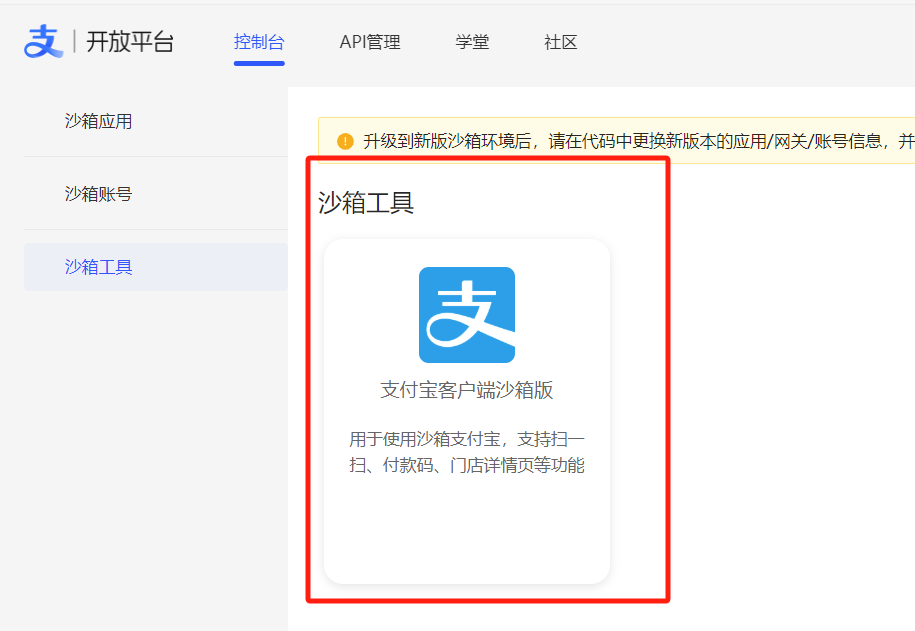 支 | 开放平台 控制台 API管理 学堂 社区
沙箱应用
沙箱账号
沙箱工具
升级到新版沙箱环境后，请在代码中更换新版本的应用/网关/账号信息，并
沙箱工具
支
支付宝客户端沙箱版
用于使用沙箱支付宝，支持扫一
扫、付款码、门店详情页等功能